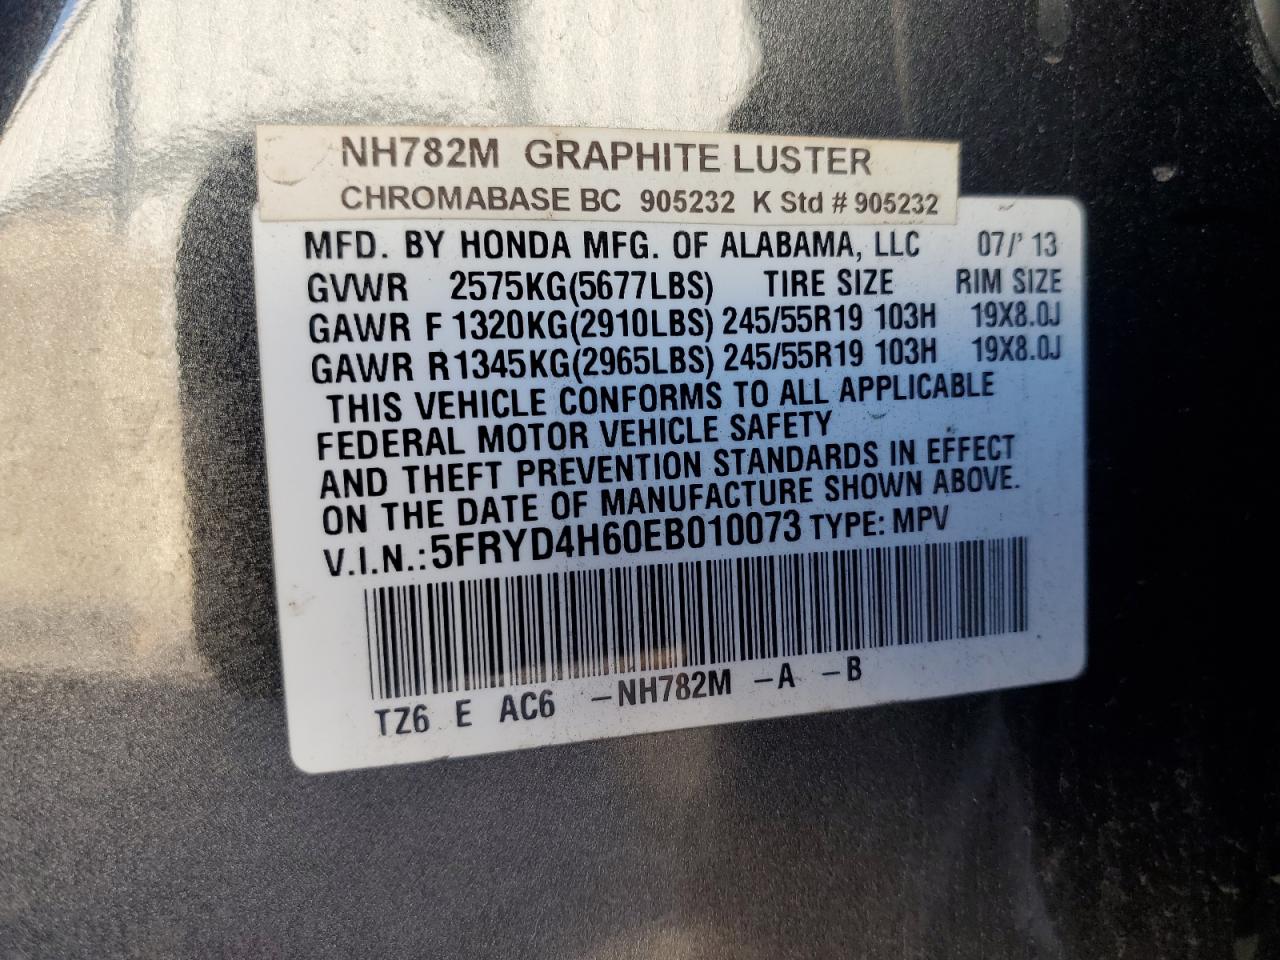 NH782M GRAPHITE LUSTER
CHROMABASE BC 905232 K Std # 905232
MFD. BY HONDA MFG. OF ALABAMA, LLC 07/' 13
GVWR 2575KG(5677LBS) TIRE SIZE RIM SIZE
GAWR F 1320KG(2910LBS) 245/55R19 103H 19X8.0J
GAWR R 1345KG(2965LBS) 245/55R19 103H 19X8.0J
THIS VEHICLE CONFORMS TO ALL APPLICABLE
FEDERAL MOTOR VEHICLE SAFETY
AND THEFT PREVENTION STANDARDS IN EFFECT
ON THE DATE OF MANUFACTURE SHOWN ABOVE.
V.I.N.: 5FRYD4H60EB010073 TYPE: MPV
TZ6 E AC6 -NH782M -A -B